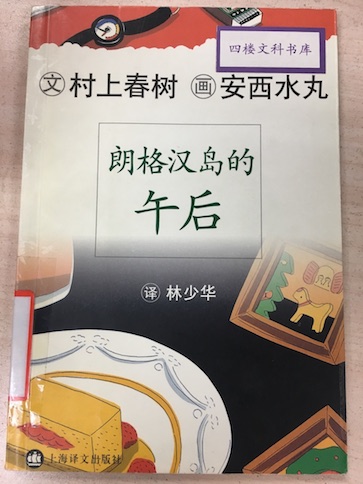 四楼文科书库
文 村上春树 画 安西水丸
朗格汉岛的
午后
译 林少华
上海译文出版社